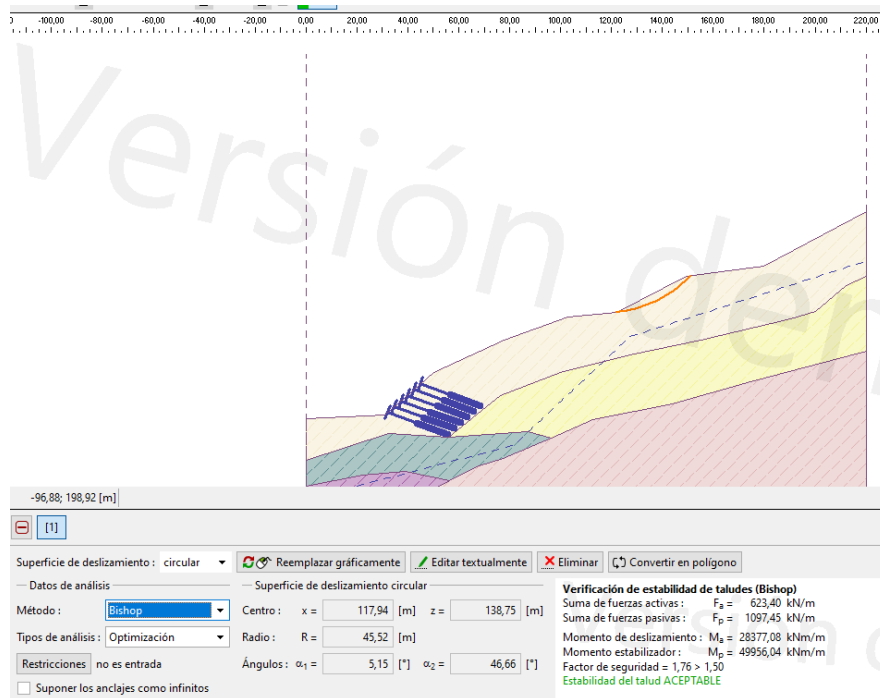 -100,00 -80,00 -60,00 -40,00 -20,00 0,00 20,00 40,00 60,00 80,00 100,00 120,00 140,00 160,00 180,00 200,00 220,00
Versión dem
-96,88; 198,92 [m]
[1]
Superficie de deslizamiento : circular Reemplazar gráficamente Editar textualmente Eliminar Convertir en polígono
Datos de análisis Superficie de deslizamiento circular Verificación de estabilidad de taludes (Bishop)
Suma de fuerzas activas : Fa = 623,40 kN/m
Método : Bishop Centro : x = 117,94 [m] z = 138,75 [m] Suma de fuerzas pasivas : Fp = 1097,45 kN/m
Tipos de análisis : Optimización Radio : R = 45,52 [m] Momento de deslizamiento : Ma = 28377,08 kNm/m
Momento estabilizador : Mp = 49956,04 kNm/m
Restricciones no es entrada Ángulos : α1 = 5,15 [°] α2 = 46,66 [°] Factor de seguridad = 1,76 > 1,50
Estabilidad del talud ACEPTABLE
Suponer los anclajes como infinitos